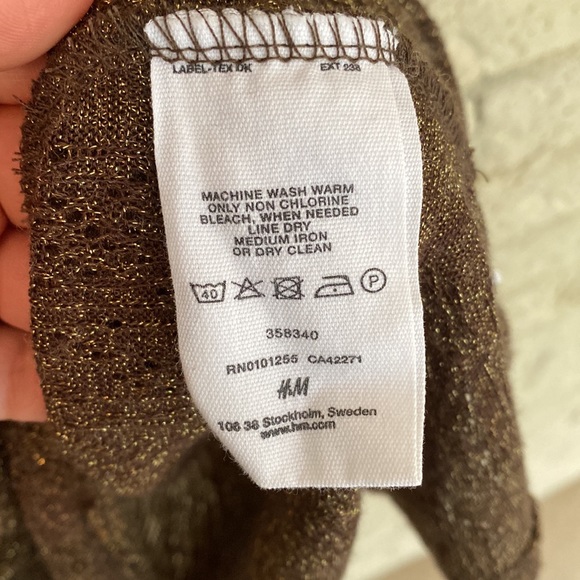 LABEL-TEX DK EXT 238
MACHINE WASH WARM
ONLY NON CHLORINE
BLEACH, WHEN NEEDED
LINE DRY
MEDIUM IRON
OR DRY CLEAN
40 P
358340
RN0101255 CA42271
H&M
106 38 Stockholm, Sweden
www.hm.com